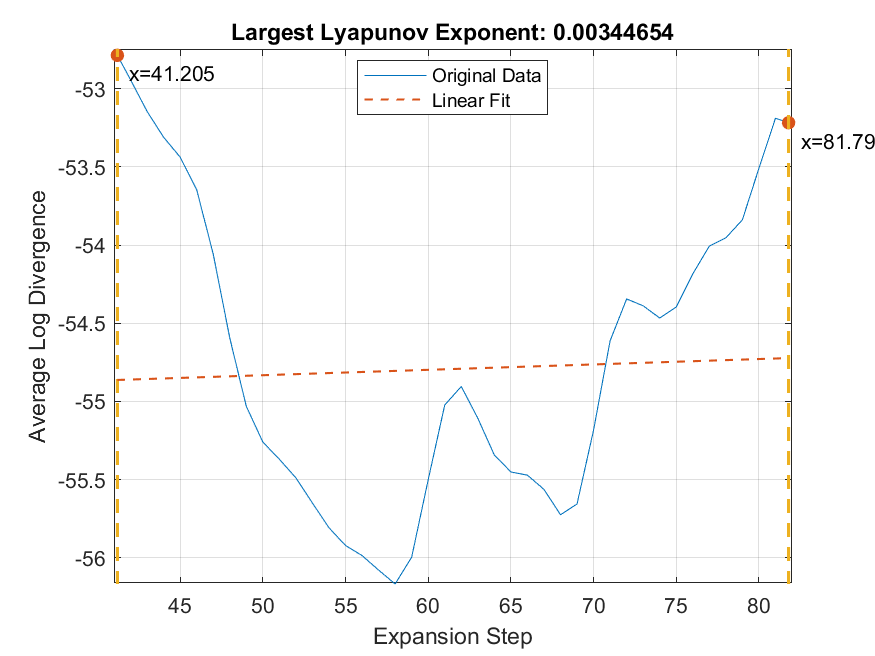 Largest Lyapunov Exponent: 0.00344654
x=41.205
Original Data
Linear Fit
x=81.79
-53
-53.5
-54
-54.5
-55
-55.5
-56
Average Log Divergence
45
50
55
60
65
70
75
80
Expansion Step